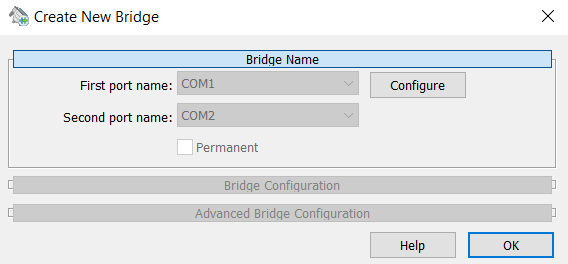 Create New Bridge
Bridge Name
First port name: COM1 Configure
Second port name: COM2
Permanent
Bridge Configuration
Advanced Bridge Configuration
Help OK